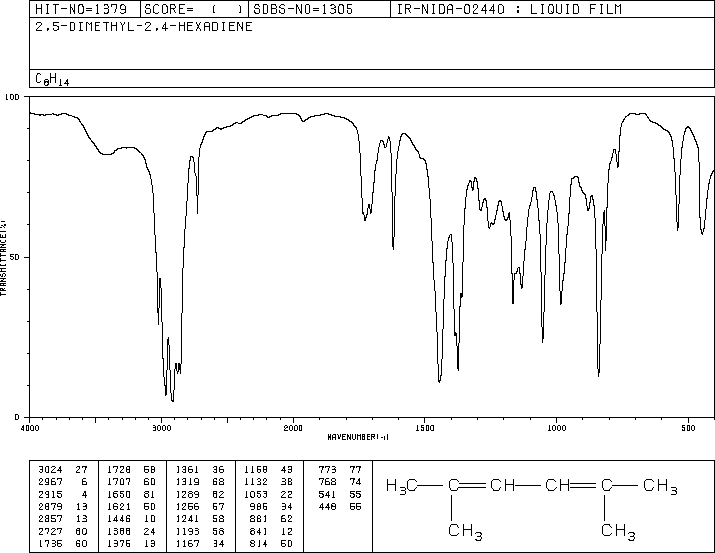 HIT-NO=1379 SCORE= ( ) SDBS-NO=1305 IR-NIDA-02440 : LIQUID FILM
2,5-DIMETHYL-2,4-HEXADIENE
C8H14
100
50
0
TRANSMITTANCE(%)
4000 3000 2000 1500 1000 500
WAVENUMBER(-1)
3024 27 1728 58 1361 36 1158 43 773 77
2967 6 1707 60 1319 68 1132 38 768 74
2915 4 1650 81 1289 62 1053 22 541 55
2879 13 1621 50 1256 57 985 34 448 55
2857 13 1446 10 1241 58 881 62
2727 60 1388 24 1193 58 841 12
1735 60 1375 13 1167 34 814 50
H3C C CH CH C CH3
CH3 CH3